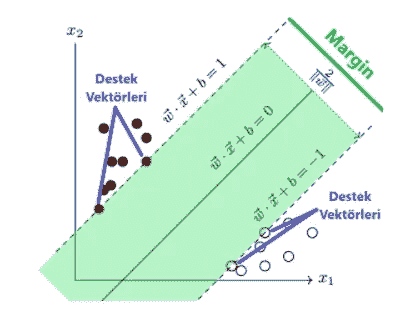 x₂
Margin
Destek
Vektörleri
w⃗ · x⃗ + b = 1
2
‖w⃗‖
w⃗ · x⃗ + b = 0
w⃗ · x⃗ + b = −1
Destek
Vektörleri
x₁